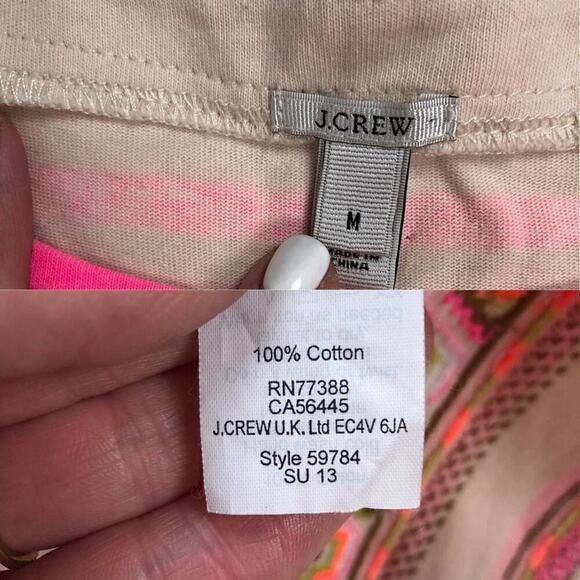 J.CREW
M
MADE IN
CHINA
100% Cotton
RN77388
CA56445
J.CREW U.K. Ltd EC4V 6JA
Style 59784
SU 13